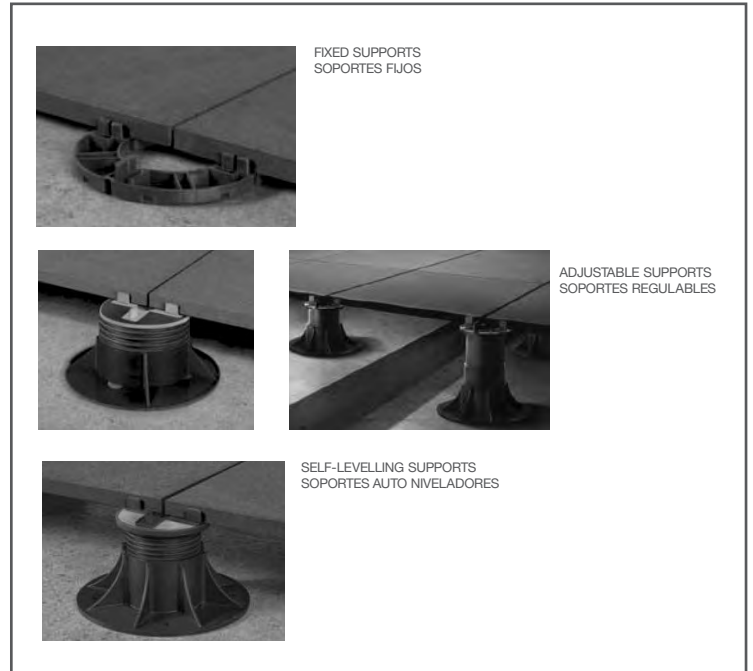 FIXED SUPPORTS
SOPORTES FIJOS
ADJUSTABLE SUPPORTS
SOPORTES REGULABLES
SELF-LEVELLING SUPPORTS
SOPORTES AUTO NIVELADORES